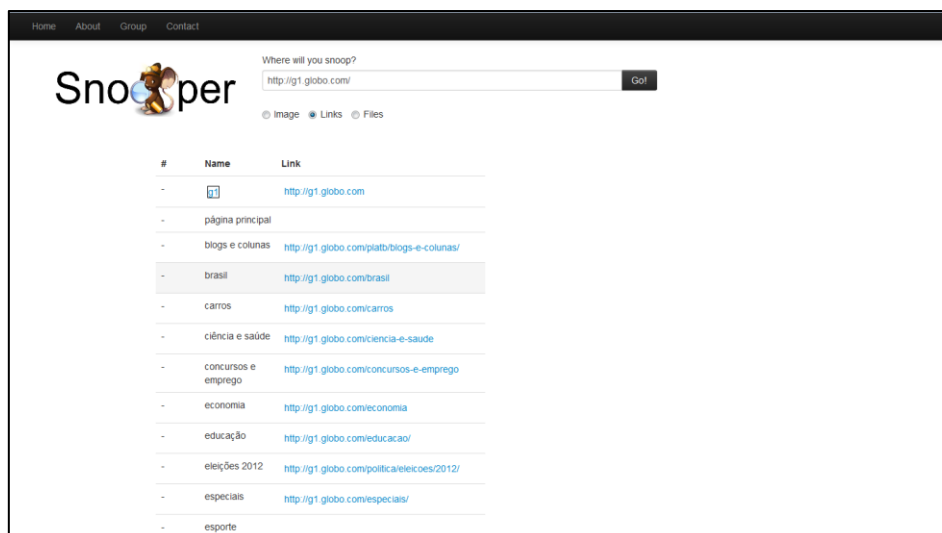 Home About Group Contact
Snooper
Where will you snoop?
http://g1.globo.com/ Go!
Image Links Files
# Name Link
- g1 http://g1.globo.com
- página principal
- blogs e colunas http://g1.globo.com/platb/blogs-e-colunas/
- brasil http://g1.globo.com/brasil
- carros http://g1.globo.com/carros
- ciência e saúde http://g1.globo.com/ciencia-e-saude
- concursos e http://g1.globo.com/concursos-e-emprego
emprego
- economia http://g1.globo.com/economia
- educação http://g1.globo.com/educacao/
- eleições 2012 http://g1.globo.com/politica/eleicoes/2012/
- especiais http://g1.globo.com/especiais/
- esporte